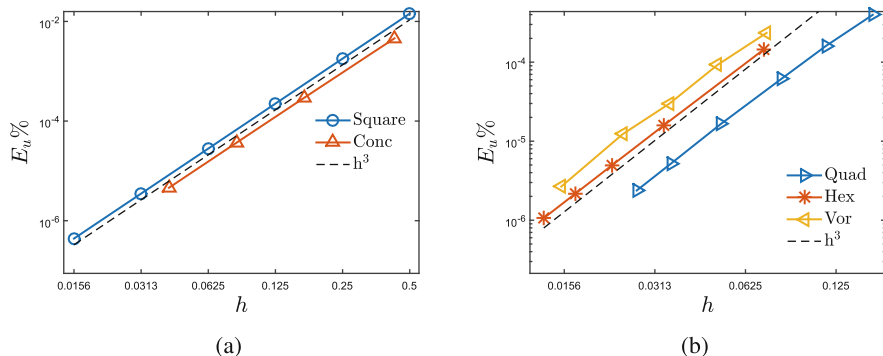 10^-2
10^-4
10^-6
E_u%
Square
Conc
h^3
0.0156
0.0313
0.0625
0.125
0.25
0.5
h
(a)
10^-4
10^-5
10^-6
E_u%
Quad
Hex
Vor
h^3
0.0156
0.0313
0.0625
0.125
h
(b)